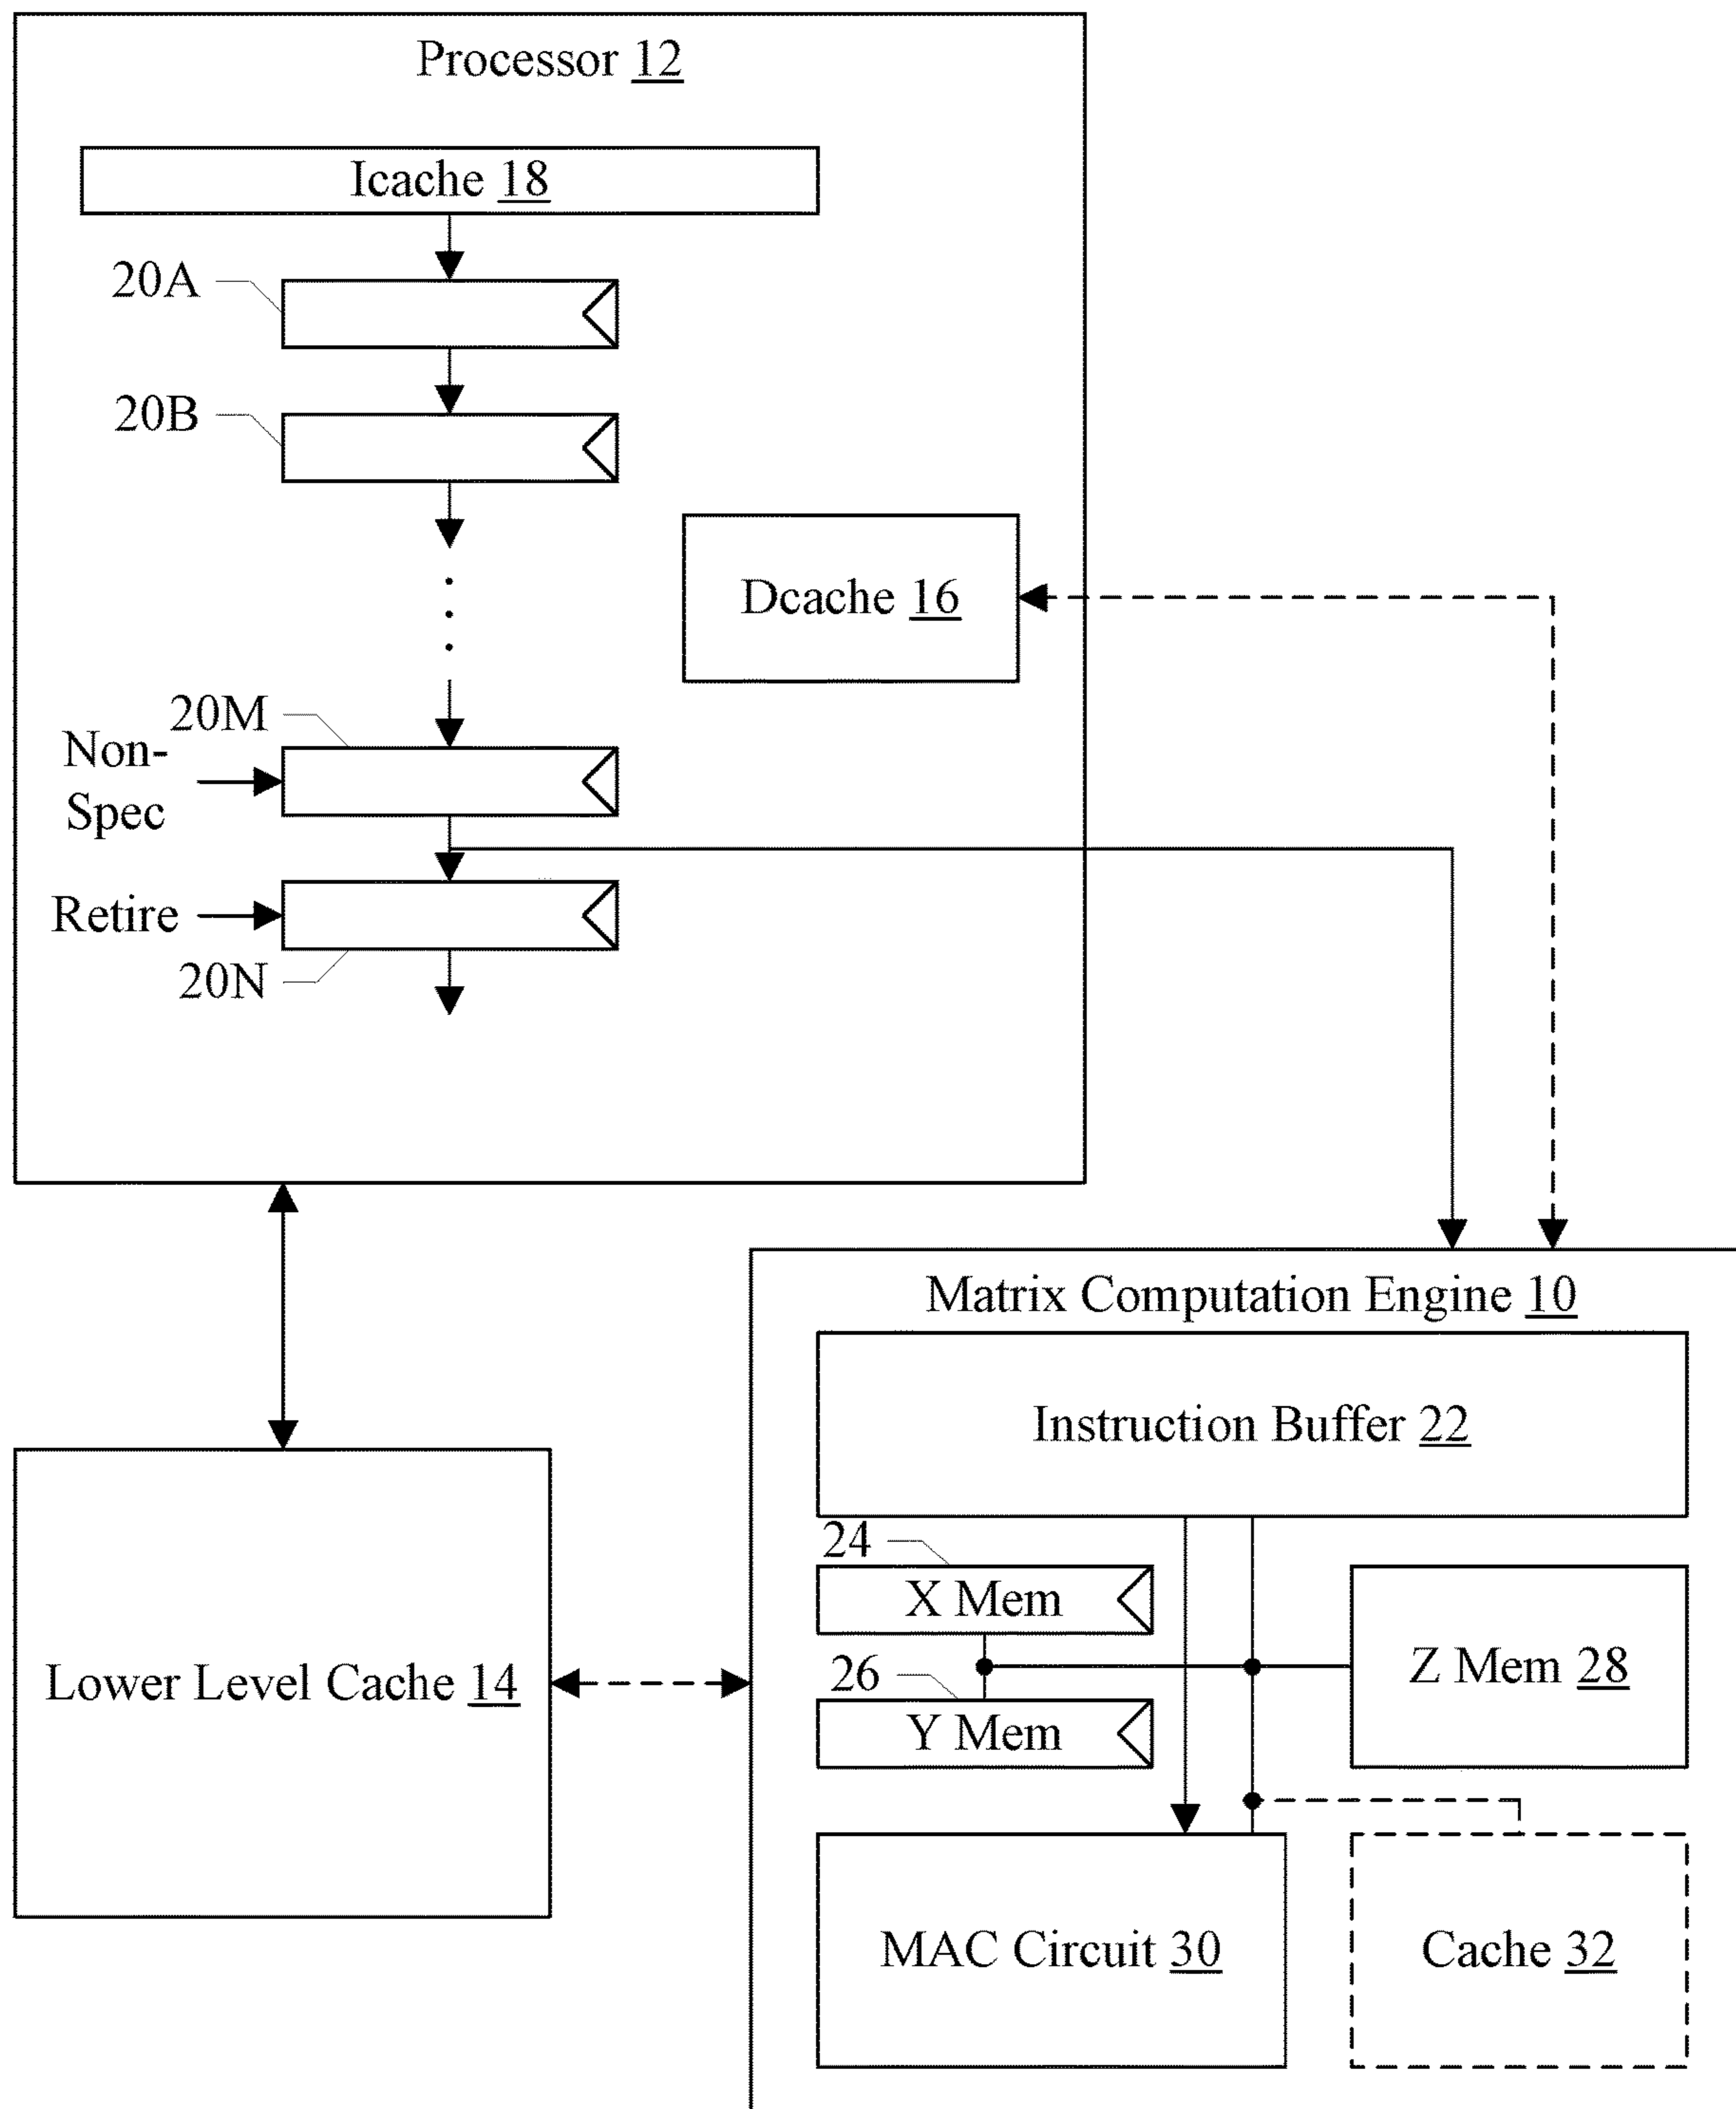 Processor 12
Icache 18
20A
20B
Dcache 16
20M
Non-
Spec
Retire
20N
Matrix Computation Engine 10
Instruction Buffer 22
24
X Mem
26
Y Mem
Z Mem 28
Lower Level Cache 14
MAC Circuit 30
Cache 32